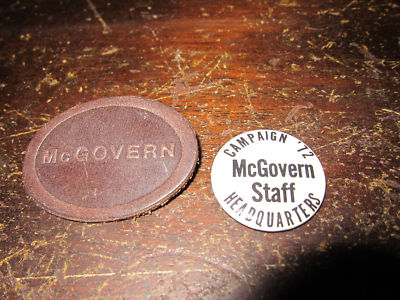 McGOVERN
CAMPAIGN '72
McGovern
Staff
HEADQUARTERS